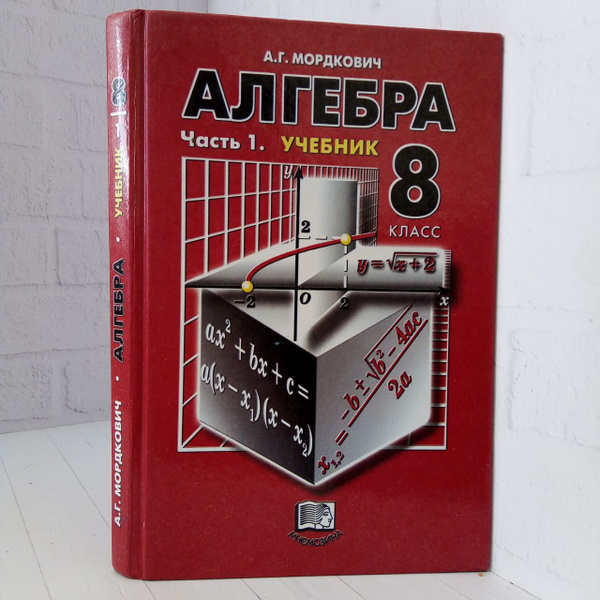 А.Г. МОРДКОВИЧ
АЛГЕБРА
Часть 1. УЧЕБНИК
8
КЛАСС
y
2
y = √x + 2
-2 0 2 x
ax² + bx + c =
a(x − x₁)(x − x₂)
x₁,₂ = −b ± √b² − 4ac
2a
МНЕМОЗИНА
А.Г. МОРДКОВИЧ • АЛГЕБРА • УЧЕБНИК – 1 8